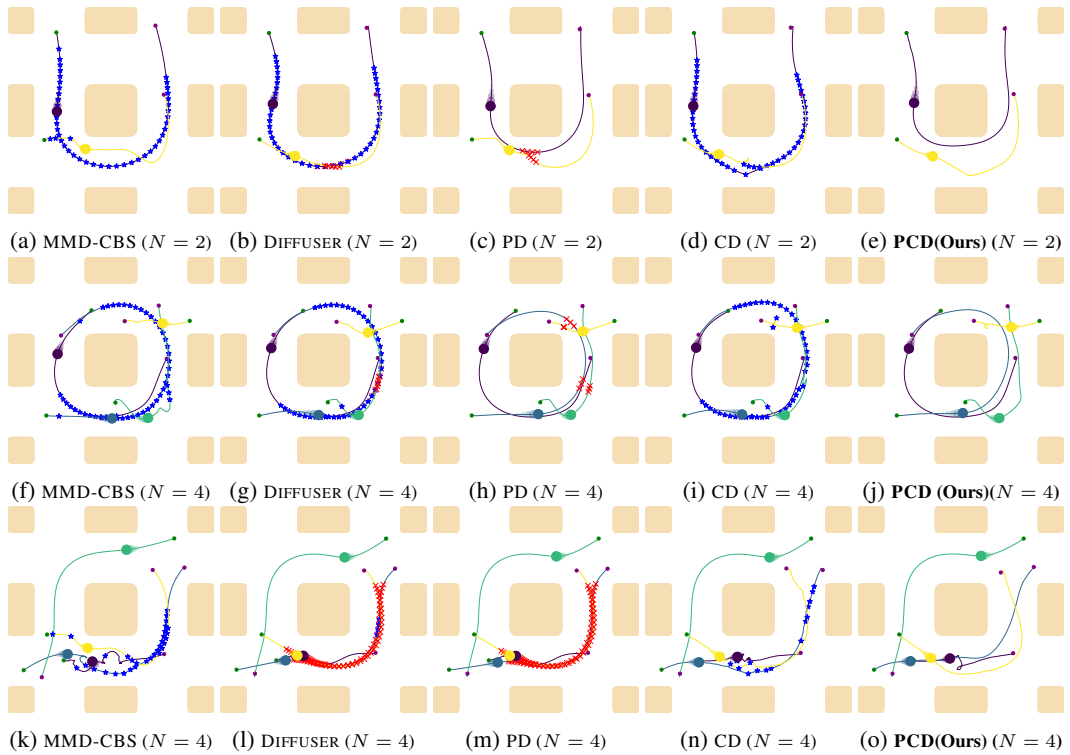 (a) MMD-CBS (N = 2) (b) DIFFUSER (N = 2) (c) PD (N = 2) (d) CD (N = 2) (e) PCD(Ours) (N = 2)
(f) MMD-CBS (N = 4) (g) DIFFUSER (N = 4) (h) PD (N = 4) (i) CD (N = 4) (j) PCD (Ours)(N = 4)
(k) MMD-CBS (N = 4) (l) DIFFUSER (N = 4) (m) PD (N = 4) (n) CD (N = 4) (o) PCD(Ours) (N = 4)